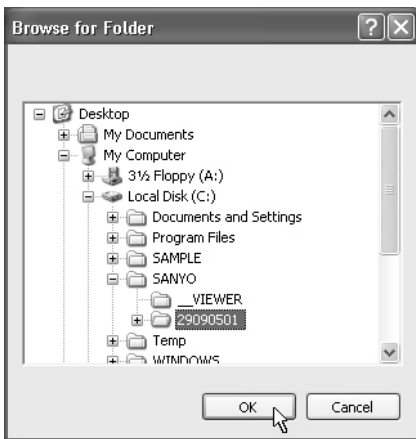 Browse for Folder
Desktop
My Documents
My Computer
3½ Floppy (A:)
Local Disk (C:)
Documents and Settings
Program Files
SAMPLE
SANYO
__VIEWER
29090501
Temp
WINDOWS
OK Cancel